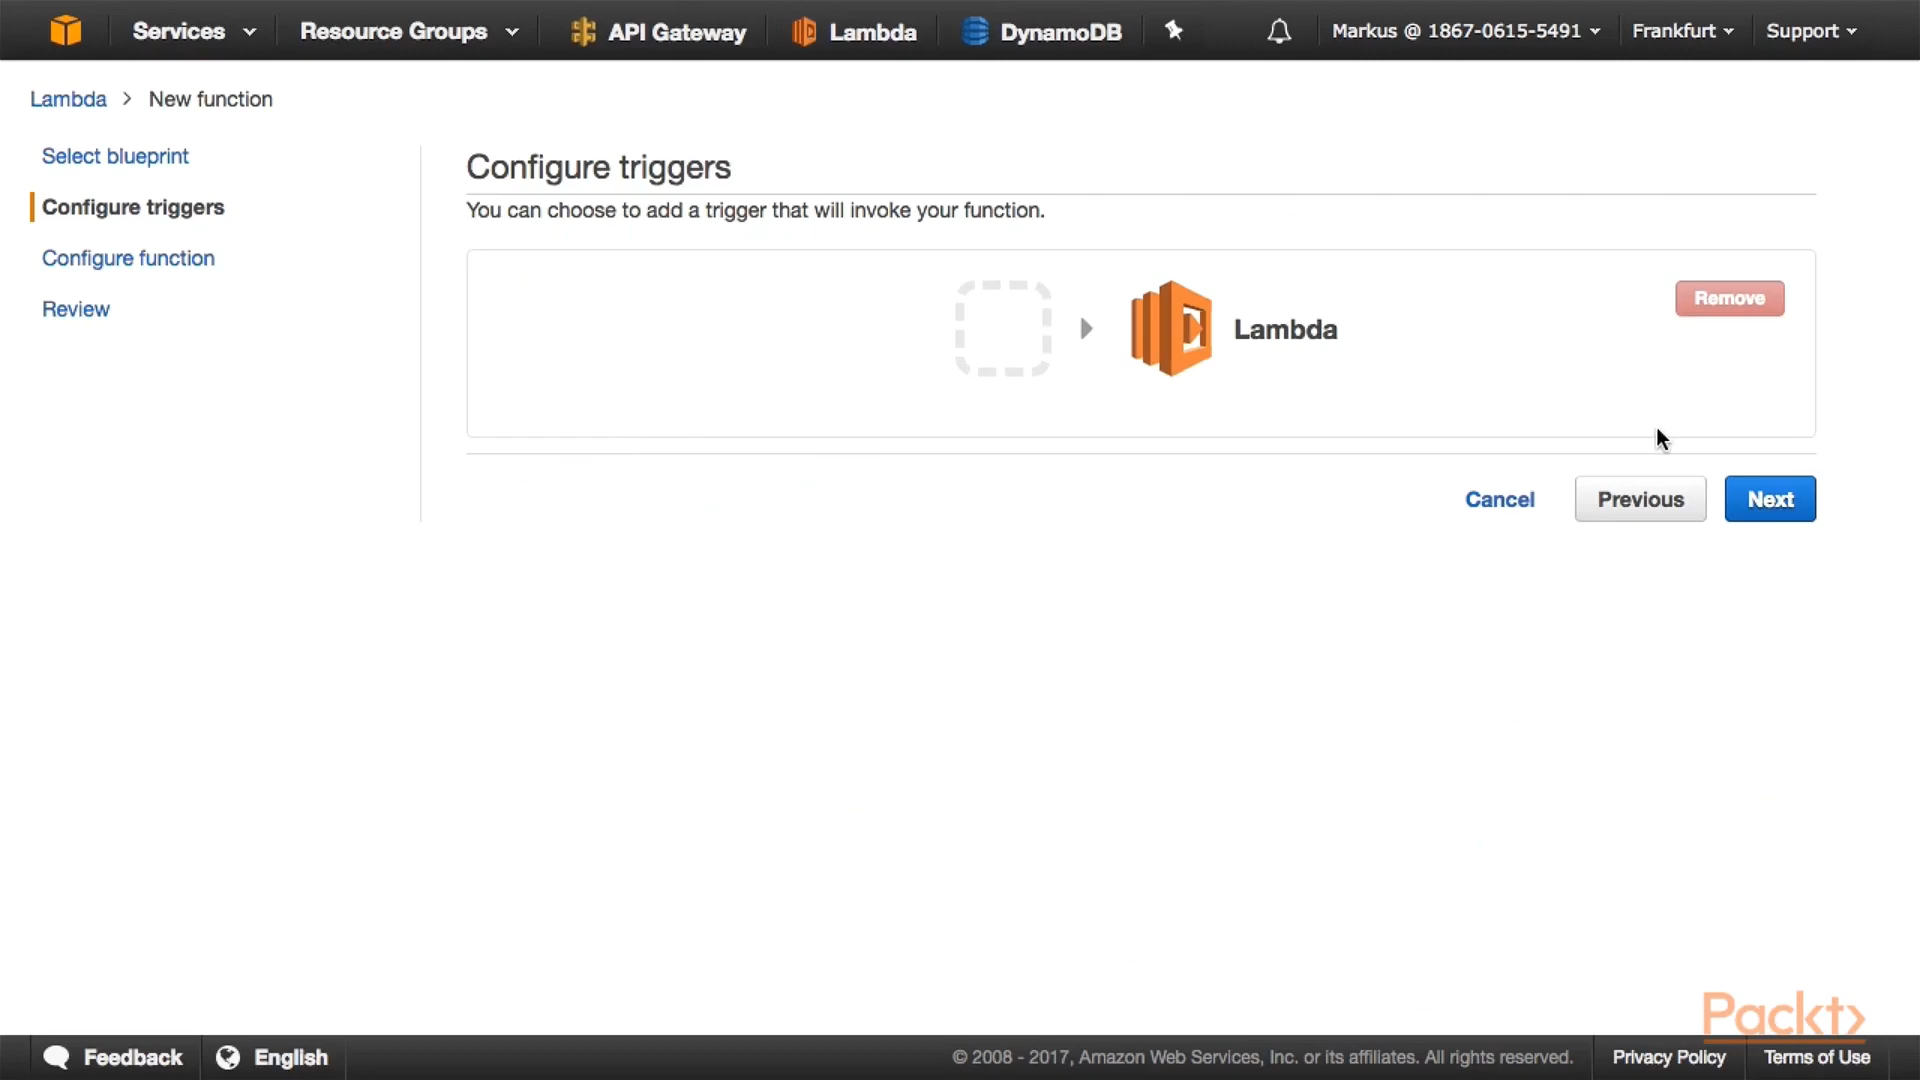 Services Resource Groups API Gateway Lambda DynamoDB Markus @ 1867-0615-5491 Frankfurt Support
Lambda > New function
Select blueprint
Configure triggers
Configure function
Review
Configure triggers
You can choose to add a trigger that will invoke your function.
Lambda
Remove
Cancel Previous Next
Packt>
Feedback English © 2008 - 2017, Amazon Web Services, Inc. or its affiliates. All rights reserved. Privacy Policy Terms of Use